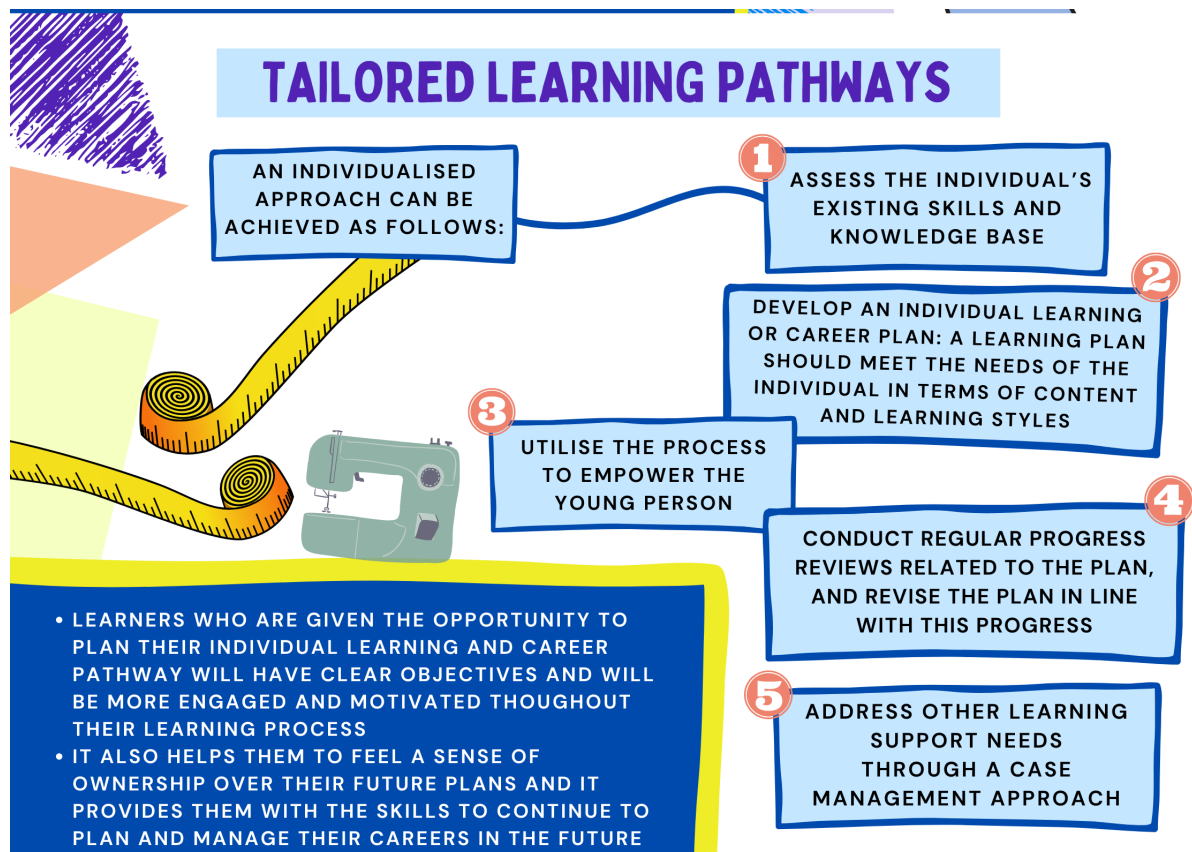 TAILORED LEARNING PATHWAYS
AN INDIVIDUALISED
APPROACH CAN BE
ACHIEVED AS FOLLOWS:
1
ASSESS THE INDIVIDUAL'S
EXISTING SKILLS AND
KNOWLEDGE BASE
2
DEVELOP AN INDIVIDUAL LEARNING
OR CAREER PLAN: A LEARNING PLAN
SHOULD MEET THE NEEDS OF THE
INDIVIDUAL IN TERMS OF CONTENT
AND LEARNING STYLES
3
UTILISE THE PROCESS
TO EMPOWER THE
YOUNG PERSON
4
CONDUCT REGULAR PROGRESS
REVIEWS RELATED TO THE PLAN,
AND REVISE THE PLAN IN LINE
WITH THIS PROGRESS
5
ADDRESS OTHER LEARNING
SUPPORT NEEDS
THROUGH A CASE
MANAGEMENT APPROACH
• LEARNERS WHO ARE GIVEN THE OPPORTUNITY TO
PLAN THEIR INDIVIDUAL LEARNING AND CAREER
PATHWAY WILL HAVE CLEAR OBJECTIVES AND WILL
BE MORE ENGAGED AND MOTIVATED THOUGHOUT
THEIR LEARNING PROCESS
• IT ALSO HELPS THEM TO FEEL A SENSE OF
OWNERSHIP OVER THEIR FUTURE PLANS AND IT
PROVIDES THEM WITH THE SKILLS TO CONTINUE TO
PLAN AND MANAGE THEIR CAREERS IN THE FUTURE